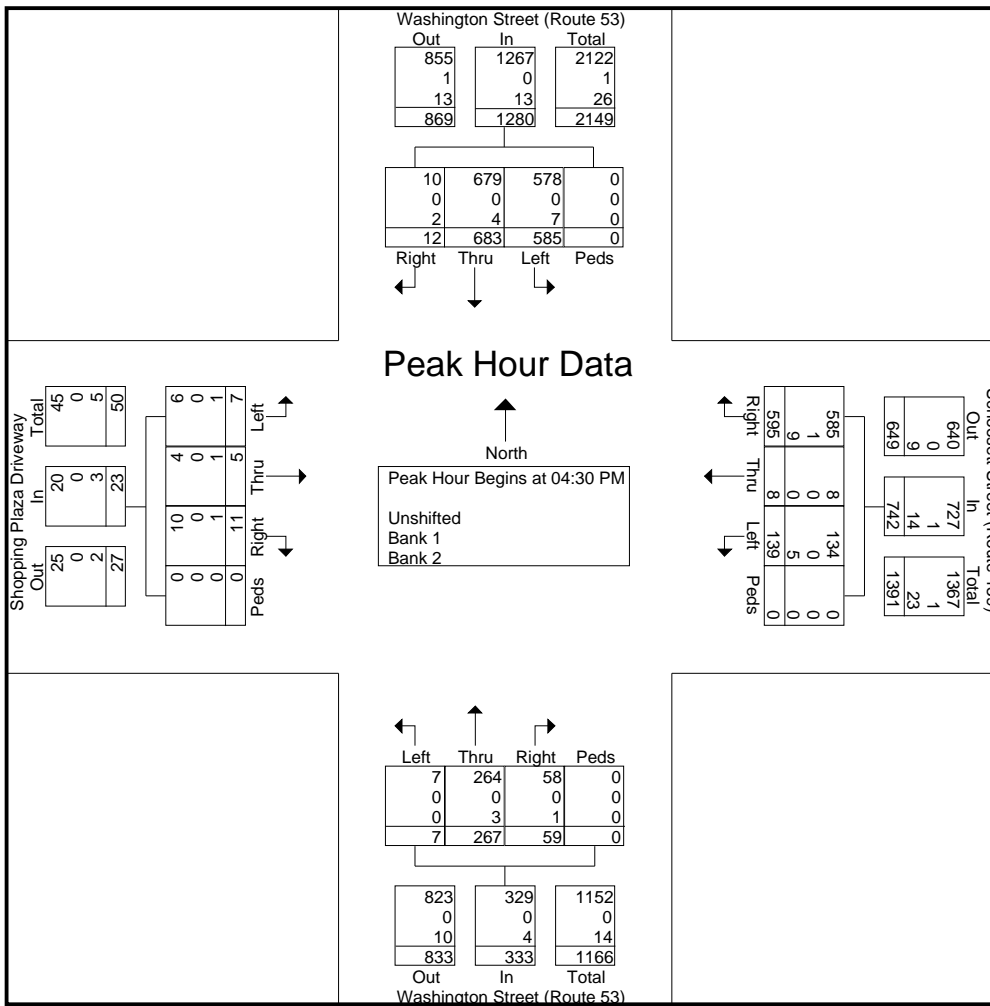 Washington Street (Route 53)
Out In Total
855 1267 2122
1 0 1
13 13 26
869 1280 2149
10 679 578 0
0 0 0 0
2 4 7 0
12 683 585 0
Right Thru Left Peds
Peak Hour Data
North
Peak Hour Begins at 04:30 PM
Unshifted
Bank 1
Bank 2
Shopping Plaza Driveway
Out In Total
25 20 45
0 0 0
2 3 5
27 23 50
Peds Right Thru Left
0 10 4 6
0 0 0 0
0 1 1 1
0 11 5 7
Out In Total
640 727 1367
0 1 1
9 14 23
649 742 1391
585 8 134 0
1 0 0 0
9 0 5 0
595 8 139 0
Right Thru Left Peds
Left Thru Right Peds
7 264 58 0
0 0 0 0
0 3 1 0
7 267 59 0
823 329 1152
0 0 0
10 4 14
833 333 1166
Out In Total
Washington Street (Route 53)